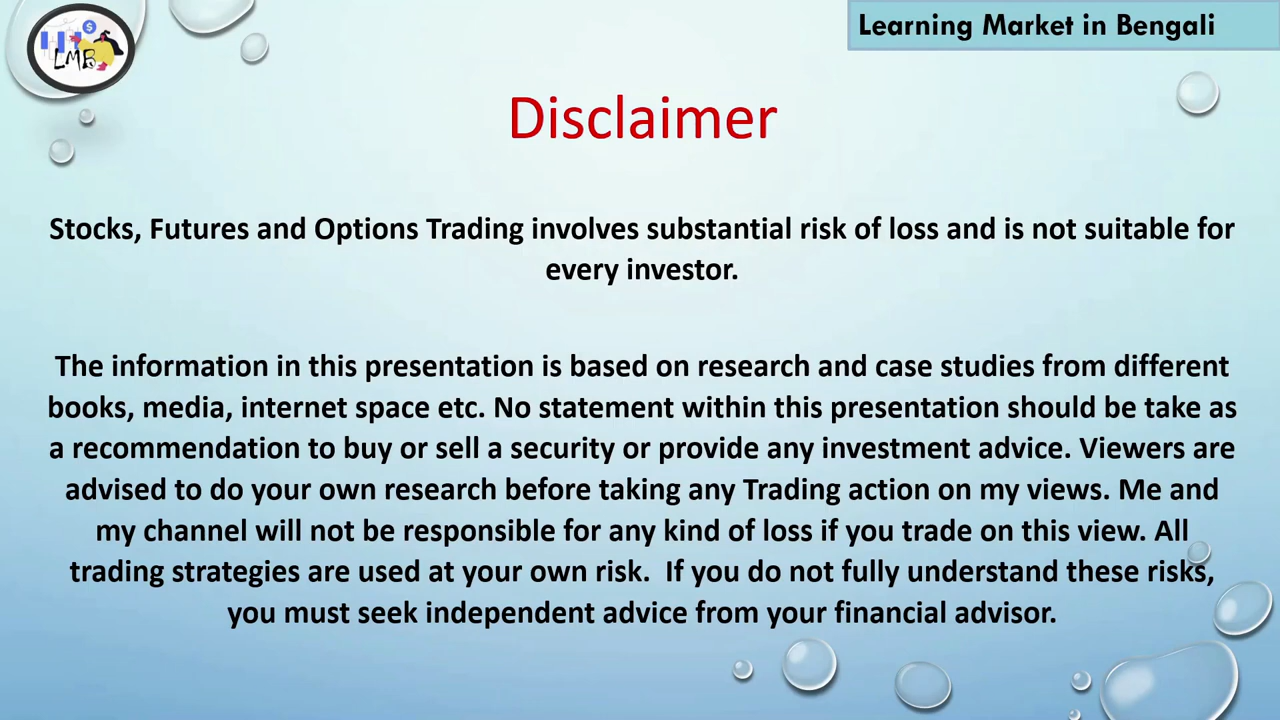 LMB
Learning Market in Bengali
Disclaimer
Stocks, Futures and Options Trading involves substantial risk of loss and is not suitable for
every investor.
The information in this presentation is based on research and case studies from different
books, media, internet space etc. No statement within this presentation should be take as
a recommendation to buy or sell a security or provide any investment advice. Viewers are
advised to do your own research before taking any Trading action on my views. Me and
my channel will not be responsible for any kind of loss if you trade on this view. All
trading strategies are used at your own risk.  If you do not fully understand these risks,
you must seek independent advice from your financial advisor.